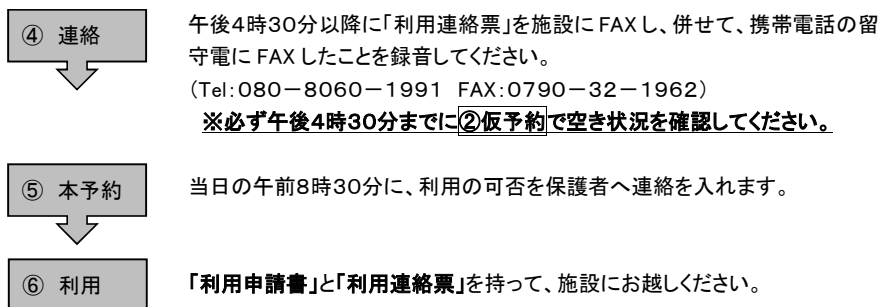 ④ 連絡
午後4時30分以降に「利用連絡票」を施設に FAX し、併せて、携帯電話の留
守電に FAX したことを録音してください。
(Tel:080-8060-1991 FAX:0790-32-1962)
※必ず午後4時30分までに②仮予約で空き状況を確認してください。
⑤ 本予約
当日の午前8時30分に、利用の可否を保護者へ連絡を入れます。
⑥ 利用
「利用申請書」と「利用連絡票」を持って、施設にお越しください。